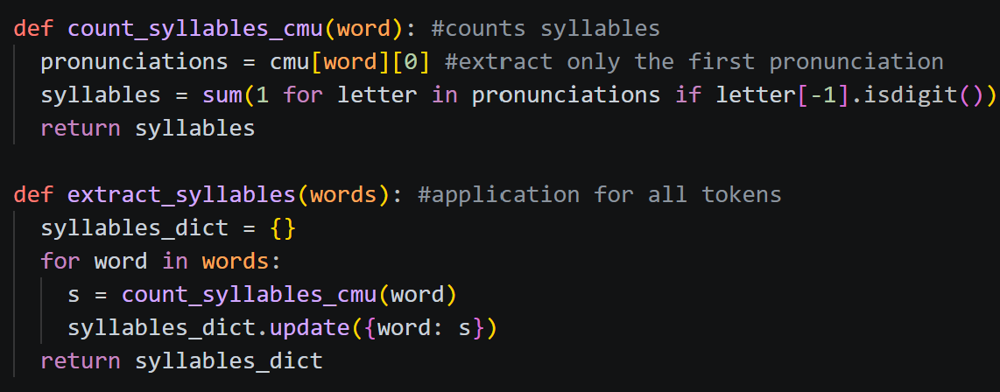 def count_syllables_cmu(word): #counts syllables
  pronunciations = cmu[word][0] #extract only the first pronunciation
  syllables = sum(1 for letter in pronunciations if letter[-1].isdigit())
  return syllables

def extract_syllables(words): #application for all tokens
  syllables_dict = {}
  for word in words:
    s = count_syllables_cmu(word)
    syllables_dict.update({word: s})
  return syllables_dict